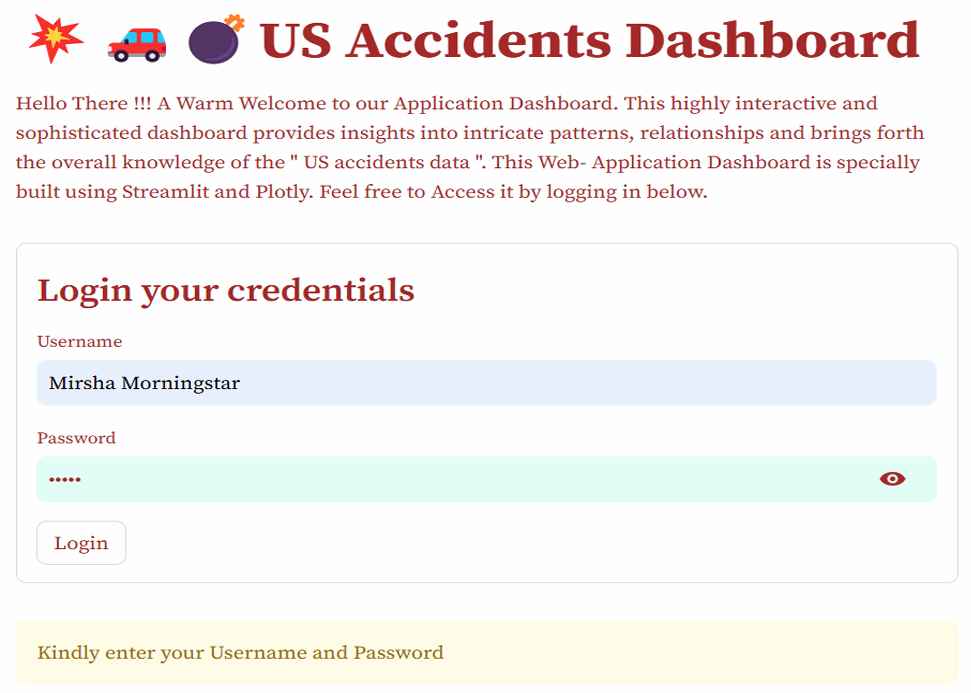 US Accidents Dashboard
Hello There !!! A Warm Welcome to our Application Dashboard. This highly interactive and
sophisticated dashboard provides insights into intricate patterns, relationships and brings forth
the overall knowledge of the " US accidents data ". This Web- Application Dashboard is specially
built using Streamlit and Plotly. Feel free to Access it by logging in below.
Login your credentials
Username
Mirsha Morningstar
Password
•••••
Login
Kindly enter your Username and Password